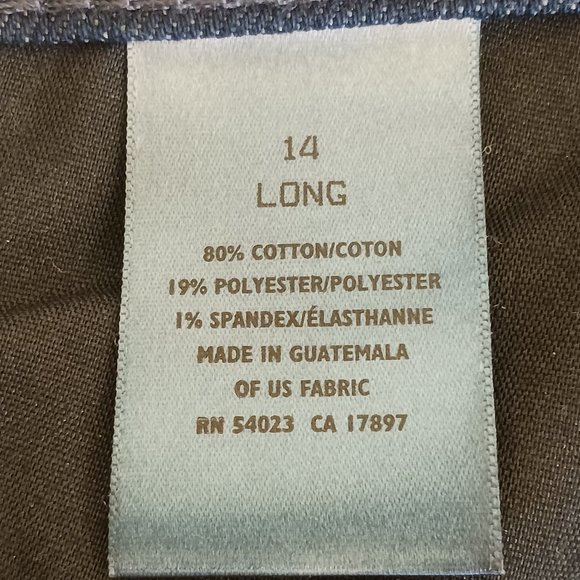 14
LONG
80% COTTON/COTON
19% POLYESTER/POLYESTER
1% SPANDEX/ÉLASTHANNE
MADE IN GUATEMALA
OF US FABRIC
RN 54023 CA 17897